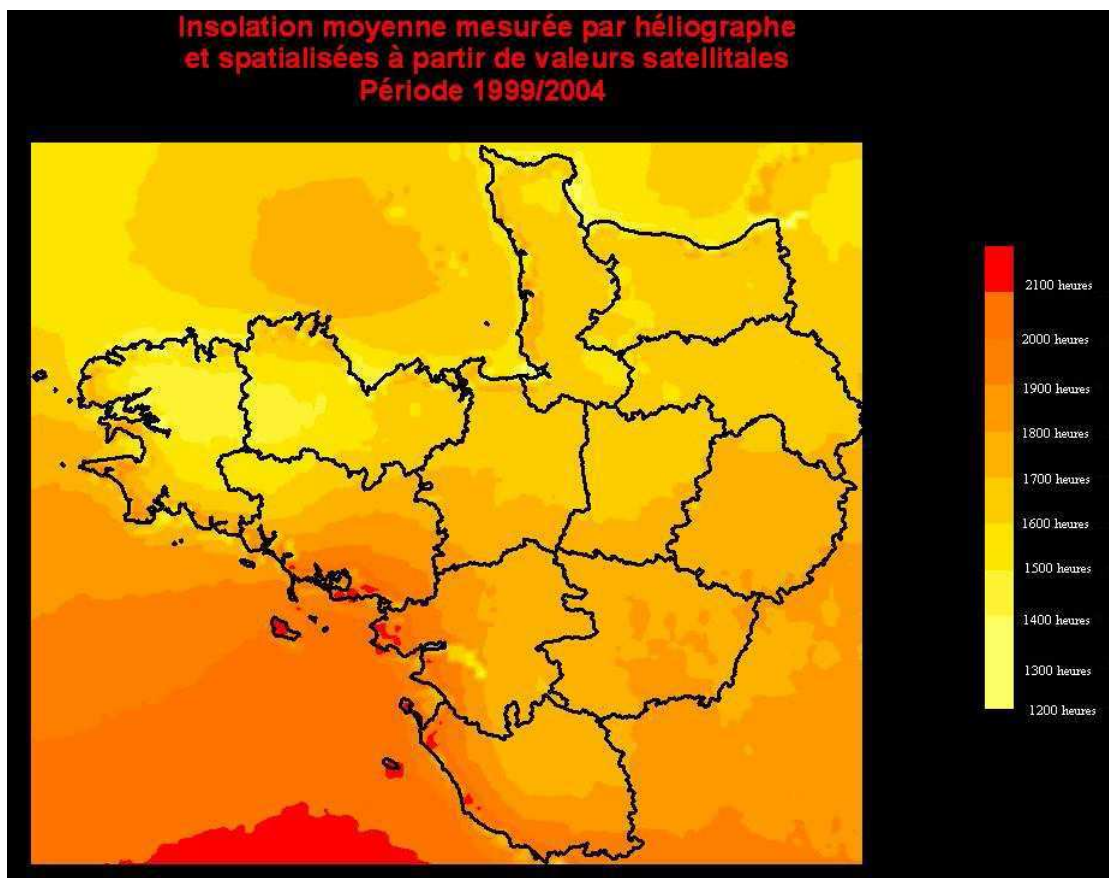 Insolation moyenne mesurée par héliographe
et spatialisées à partir de valeurs satellitales
Période 1999/2004
2100 heures
2000 heures
1900 heures
1800 heures
1700 heures
1600 heures
1500 heures
1400 heures
1300 heures
1200 heures